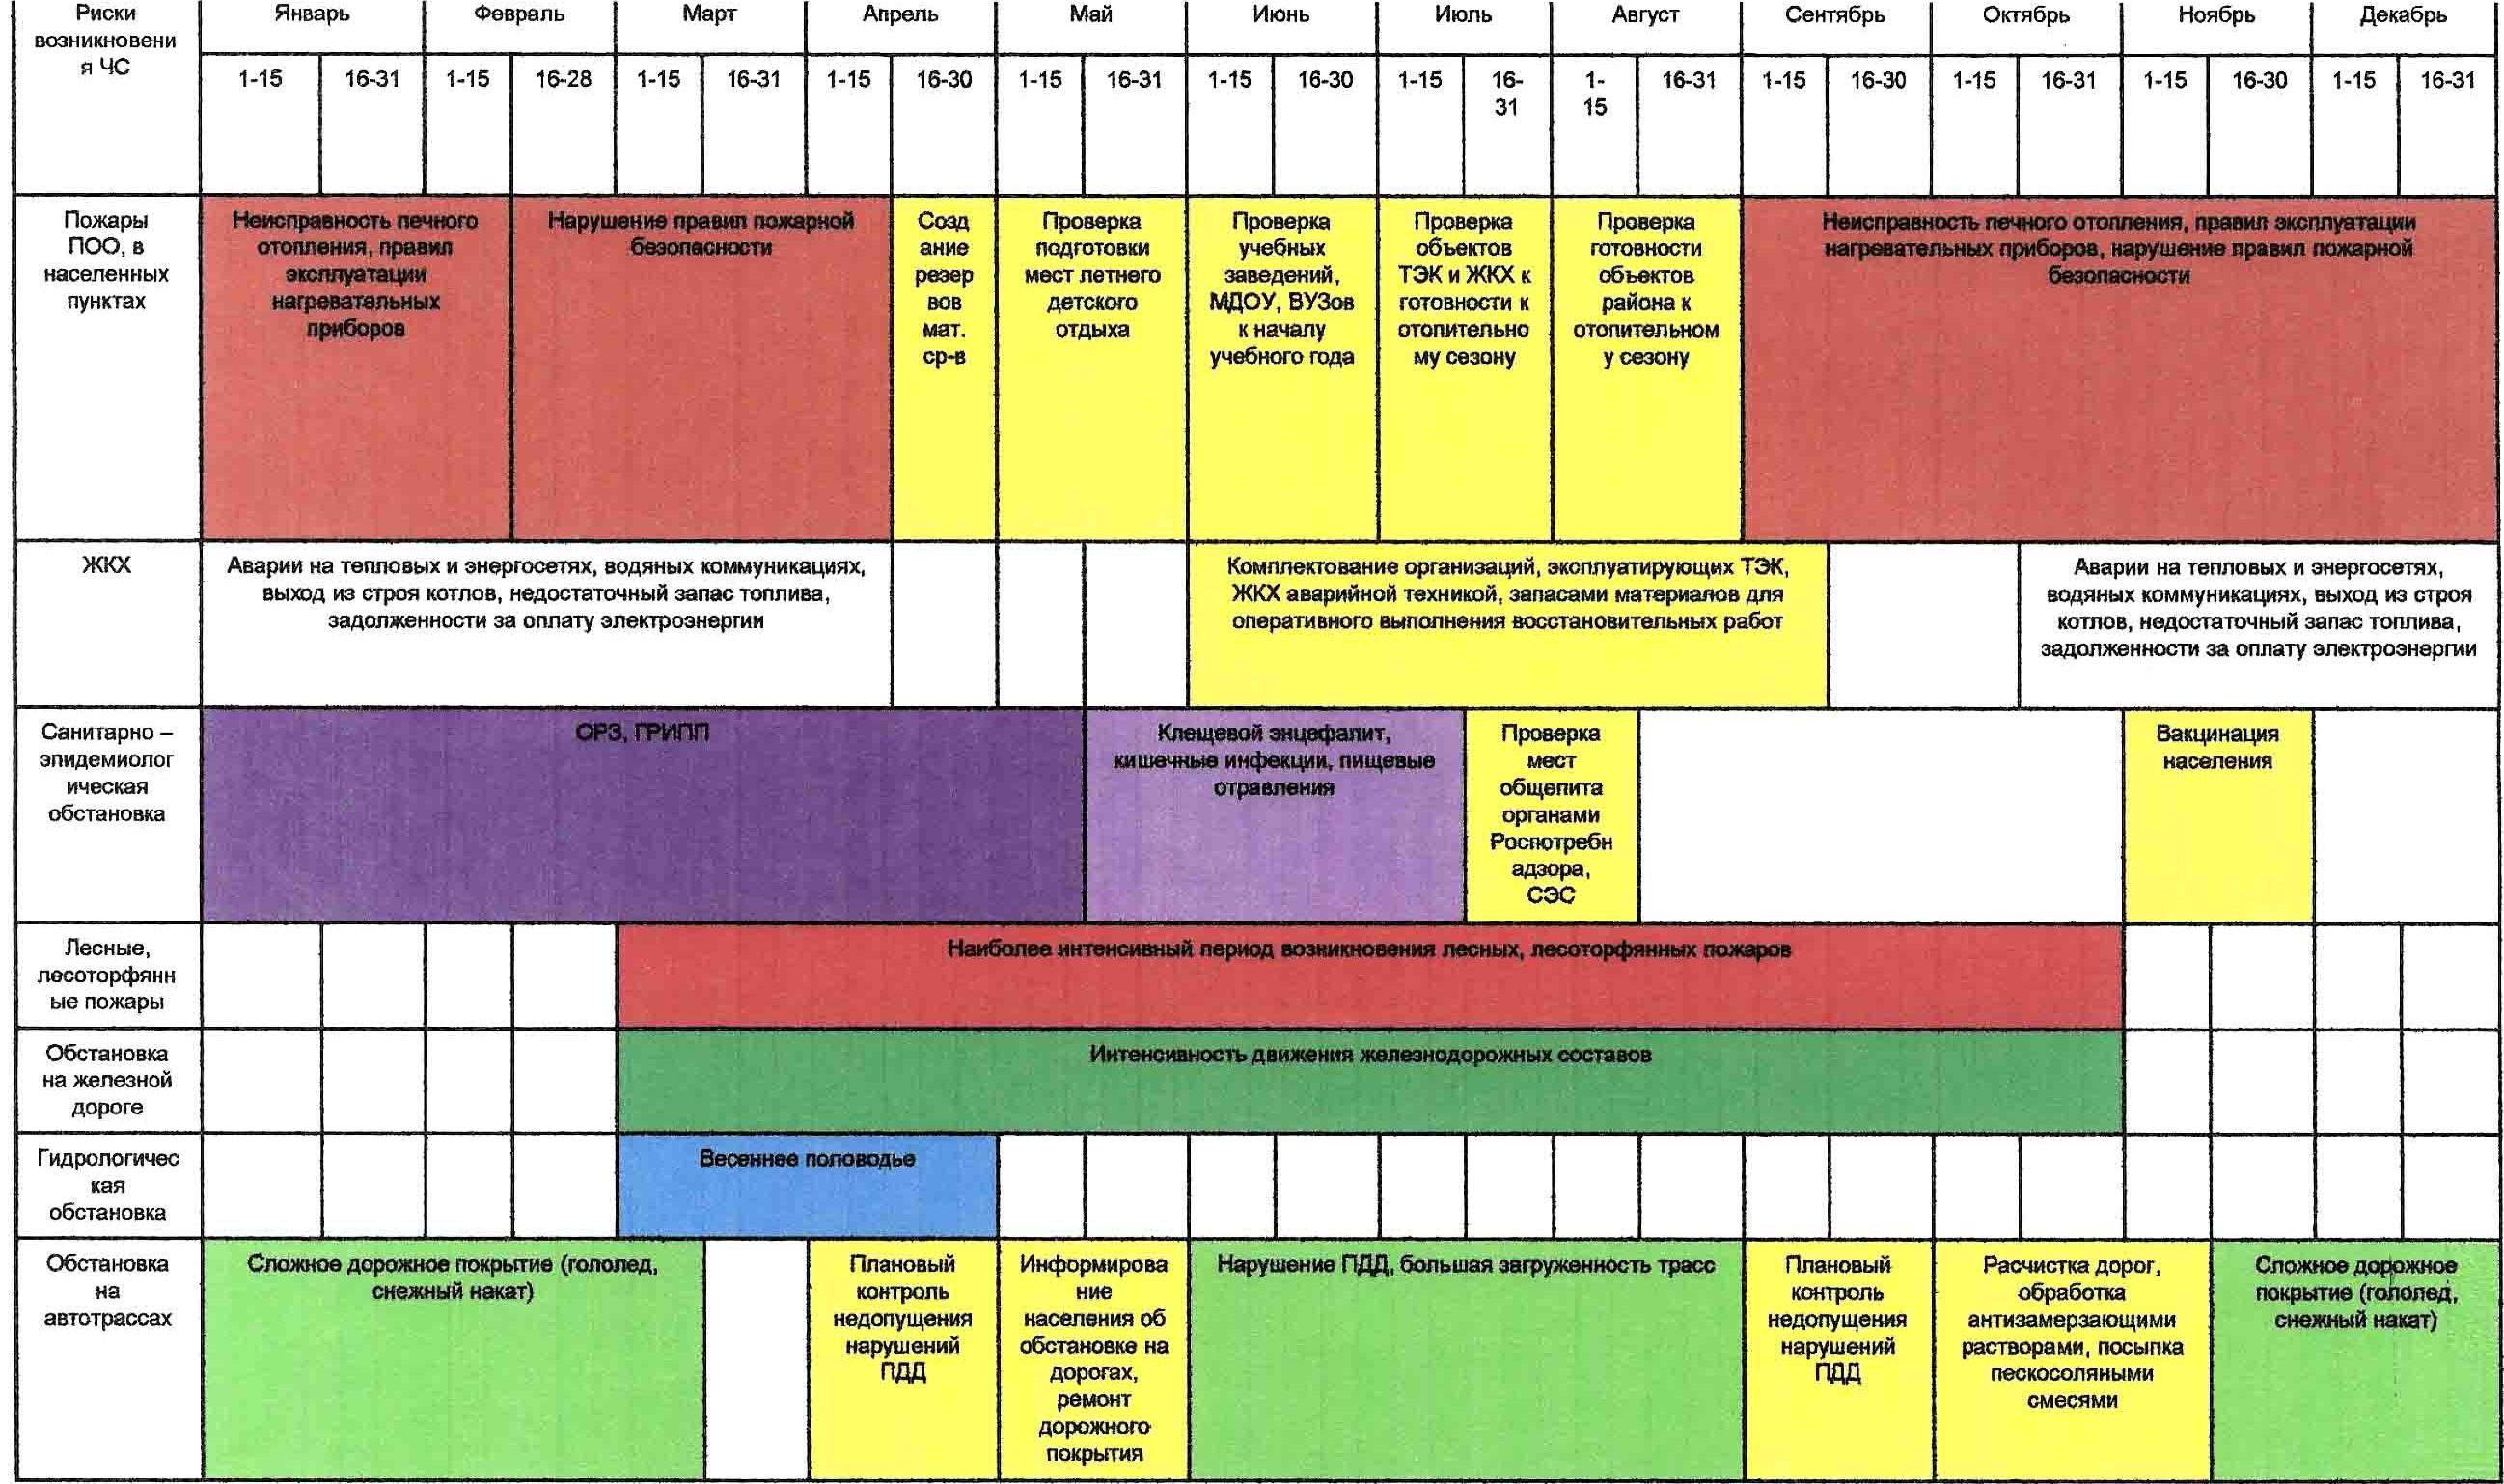 Риски
возникновени
я ЧС
Январь
Февраль
Март
Апрель
Май
Июнь
Июль
Август
Сентябрь
Октябрь
Ноябрь
Декабрь
1-15
16-31
1-15
16-28
1-15
16-31
1-15
16-30
1-15
16-31
1-15
16-30
1-15
16-
31
1-
15
16-31
1-15
16-30
1-15
16-31
1-15
16-30
1-15
16-31
Пожары
ПОО, в
населенных
пунктах
Неисправность печного
отопления, правил
эксплуатации
нагревательных
приборов
Нарушение правил пожарной
безопасности
Созд
ание
резер
вов
мат.
ср-в
Проверка
подготовки
мест летнего
детского
отдыха
Проверка
учебных
заведений,
МДОУ, ВУЗов
к началу
учебного года
Проверка
объектов
ТЭК и ЖКХ к
готовности к
отопительно
му сезону
Проверка
готовности
объектов
района к
отопительном
у сезону
Неисправность печного отопления, правил эксплуатации
нагревательных приборов, нарушение правил пожарной
безопасности
ЖКХ
Аварии на тепловых и энергосетях, водяных коммуникациях,
выход из строя котлов, недостаточный запас топлива,
задолженности за оплату электроэнергии
Комплектование организаций, эксплуатирующих ТЭК,
ЖКХ аварийной техникой, запасами материалов для
оперативного выполнения восстановительных работ
Аварии на тепловых и энергосетях,
водяных коммуникациях, выход из строя
котлов, недостаточный запас топлива,
задолженности за оплату электроэнергии
Санитарно –
эпидемиолог
ическая
обстановка
ОРЗ, ГРИПП
Клещевой энцефалит,
кишечные инфекции, пищевые
отравления
Проверка
мест
общепита
органами
Роспотребн
адзора,
СЭС
Вакцинация
населения
Лесные,
лесоторфянн
ые пожары
Наиболее интенсивный период возникновения лесных, лесоторфянных пожаров
Обстановка
на железной
дороге
Интенсивность движения железнодорожных составов
Гидрологичес
кая
обстановка
Весеннее половодье
Обстановка
на
автотрассах
Сложное дорожное покрытие (гололед,
снежный накат)
Плановый
контроль
недопущения
нарушений
ПДД
Информирова
ние
населения об
обстановке на
дорогах,
ремонт
дорожного
покрытия
Нарушение ПДД, большая загруженность трасс
Плановый
контроль
недопущения
нарушений
ПДД
Расчистка дорог,
обработка
антизамерзающими
растворами, посыпка
пескосоляными
смесями
Сложное дорожное
покрытие (гололед,
снежный накат)